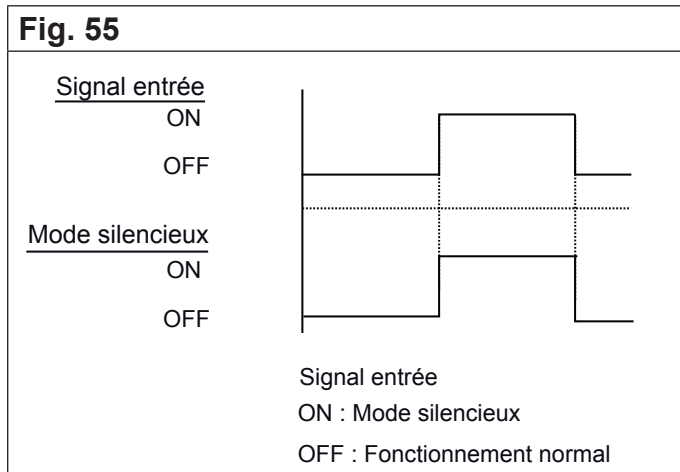 Fig. 55
Signal entrée
ON
OFF
Mode silencieux
ON
OFF
Signal entrée
ON : Mode silencieux
OFF : Fonctionnement normal